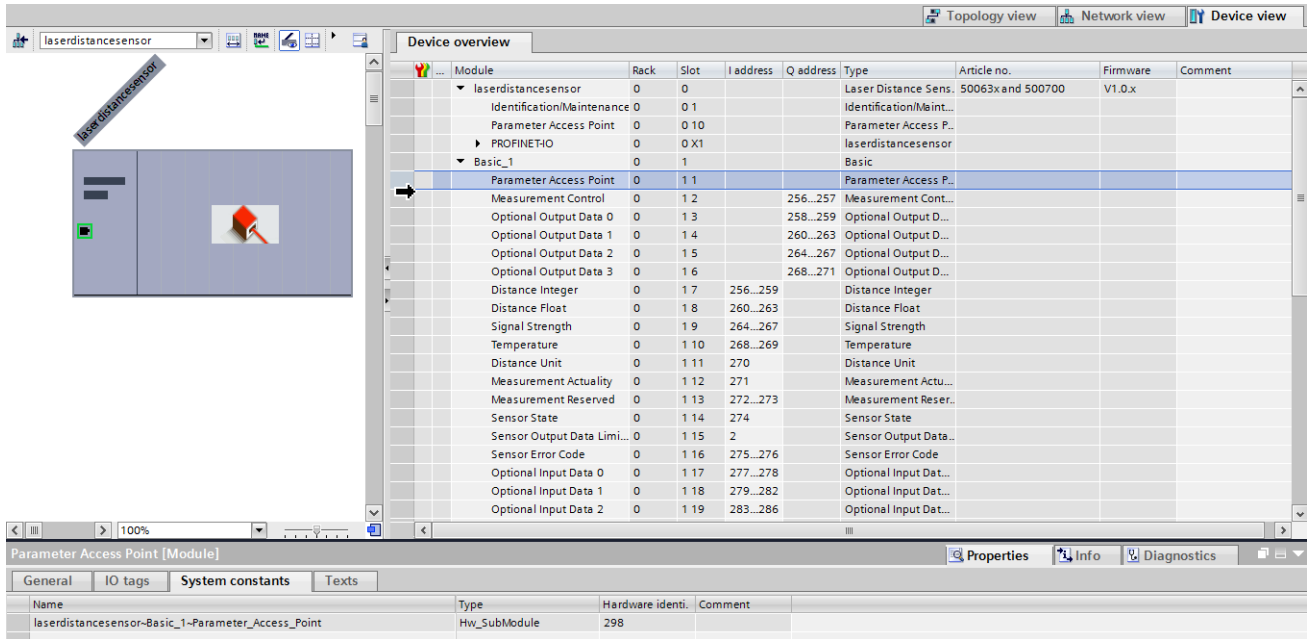 Topology view Network view Device view
laserdistancesensor Device overview
... Module Rack Slot I address Q address Type Article no. Firmware Comment
laserdistancesensor
laserdistancesensor 0 0 Laser Distance Sens. 50063x and 500700 V1.0.x
Identification/Maintenance 0 0 1 Identification/Maint...
Parameter Access Point 0 0 10 Parameter Access P..
PROFINET-IO 0 0 X1 laserdistancesensor
Basic_1 0 1 Basic
Parameter Access Point 0 1 1 Parameter Access P..
Measurement Control 0 1 2 256...257 Measurement Cont...
Optional Output Data 0 0 1 3 258...259 Optional Output D...
Optional Output Data 1 0 1 4 260...263 Optional Output D...
Optional Output Data 2 0 1 5 264...267 Optional Output D...
Optional Output Data 3 0 1 6 268...271 Optional Output D...
Distance Integer 0 1 7 256...259 Distance Integer
Distance Float 0 1 8 260...263 Distance Float
Signal Strength 0 1 9 264...267 Signal Strength
Temperature 0 1 10 268...269 Temperature
Distance Unit 0 1 11 270 Distance Unit
Measurement Actuality 0 1 12 271 Measurement Actu...
Measurement Reserved 0 1 13 272...273 Measurement Reser..
Sensor State 0 1 14 274 Sensor State
Sensor Output Data Limi... 0 1 15 2 Sensor Output Data..
Sensor Error Code 0 1 16 275...276 Sensor Error Code
Optional Input Data 0 0 1 17 277...278 Optional Input Dat...
Optional Input Data 1 0 1 18 279...282 Optional Input Dat...
Optional Input Data 2 0 1 19 283...286 Optional Input Dat...
100%
Parameter Access Point [Module] Properties Info Diagnostics
General IO tags System constants Texts
Name Type Hardware identi. Comment
laserdistancesensor~Basic_1~Parameter_Access_Point Hw_SubModule 298